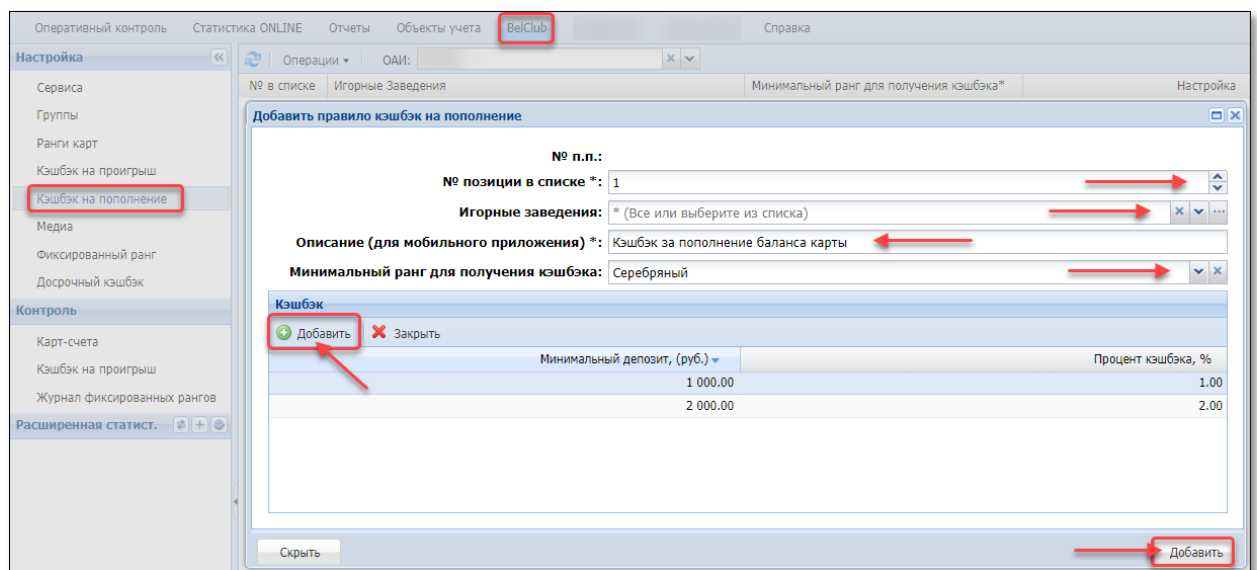 Оперативный контроль Статистика ONLINE Отчеты Объекты учета BelClub Справка
Настройка
Операции ОАИ:
Сервиса
№ в списке Игорные Заведения Минимальный ранг для получения кэшбэка* Настройка
Группы
Ранги карт
Кэшбэк на проигрыш
Кэшбэк на пополнение
Медиа
Фиксированный ранг
Досрочный кэшбэк
Контроль
Карт-счета
Кэшбэк на проигрыш
Журнал фиксированных рангов
Расширенная статист.
Добавить правило кэшбэк на пополнение
№ п.п.:
№ позиции в списке *: 1
Игорные заведения: * (Все или выберите из списка)
Описание (для мобильного приложения) *: Кэшбэк за пополнение баланса карты
Минимальный ранг для получения кэшбэка: Серебряный
Кэшбэк
Добавить Закрыть
Минимальный депозит, (руб.) Процент кэшбэка, %
1 000.00 1.00
2 000.00 2.00
Скрыть Добавить